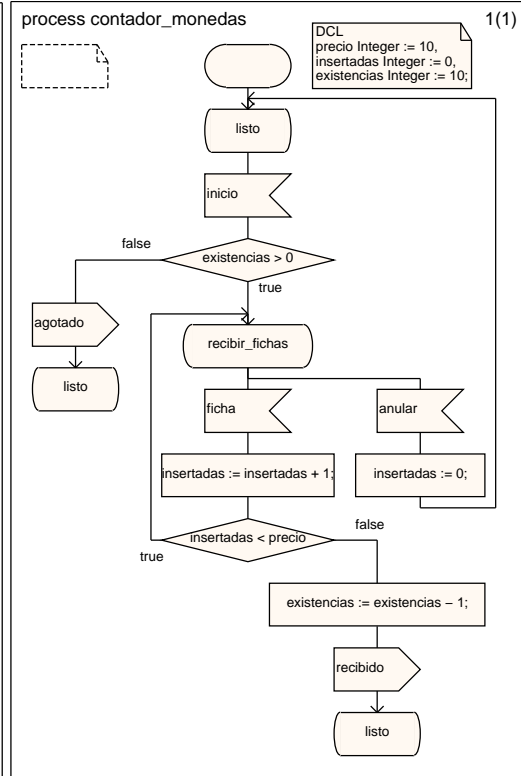 process contador_monedas
1(1)
DCL
precio Integer := 10,
insertadas Integer := 0,
existencias Integer := 10;
listo
inicio
false
existencias > 0
true
agotado
recibir_fichas
listo
ficha
anular
insertadas := insertadas + 1;
insertadas := 0;
false
insertadas < precio
true
existencias := existencias − 1;
recibido
listo